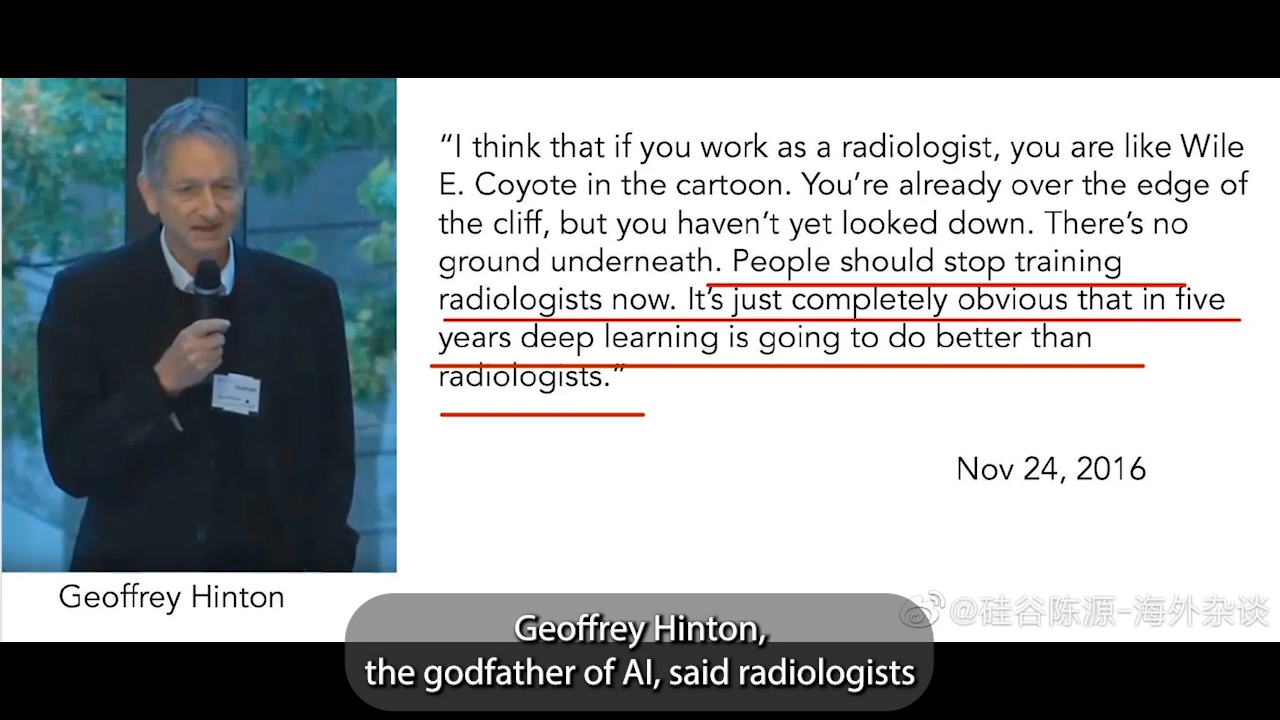 “I think that if you work as a radiologist, you are like Wile
E. Coyote in the cartoon. You’re already over the edge of
the cliff, but you haven’t yet looked down. There’s no
ground underneath. People should stop training
radiologists now. It’s just completely obvious that in five
years deep learning is going to do better than
radiologists.”
Nov 24, 2016
Geoffrey Hinton
@硅谷陈源-海外杂谈
Geoffrey Hinton,
the godfather of AI, said radiologists